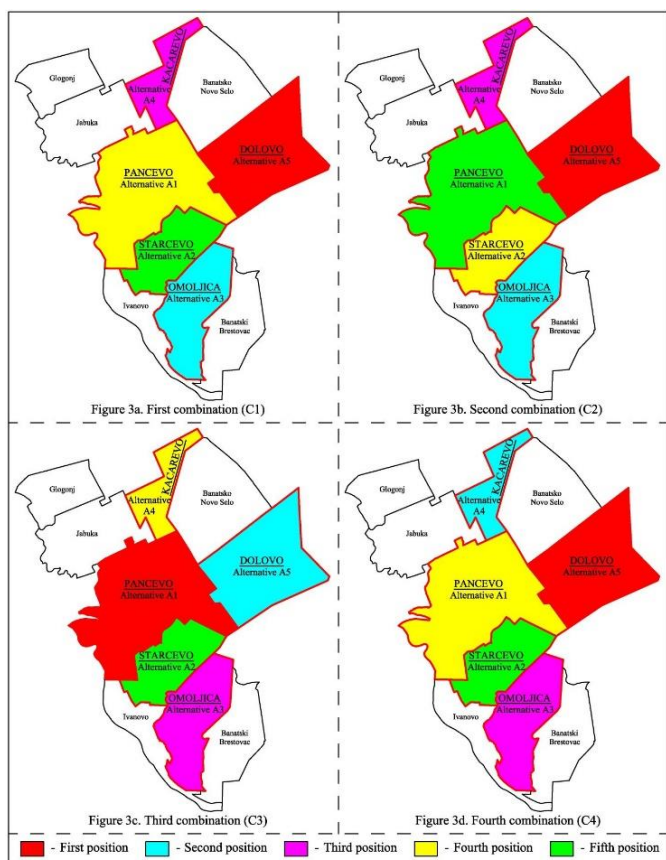 KACAREVO
Alternative
A4
Glogonj
Jabuka
Banatsko
Novo Selo
DOLOVO
Alternative A5
PANCEVO
Alternative A1
STARCEVO
Alternative A2
OMOLJICA
Alternative A3
Ivanovo
Banatski
Brestovac
Figure 3a. First combination (C1)
KACAREVO
Alternative
A4
Glogonj
Jabuka
Banatsko
Novo Selo
DOLOVO
Alternative A5
PANCEVO
Alternative A1
STARCEVO
Alternative A2
OMOLJICA
Alternative A3
Ivanovo
Banatski
Brestovac
Figure 3b. Second combination (C2)
KACAREVO
Alternative
A4
Glogonj
Jabuka
Banatsko
Novo Selo
DOLOVO
Alternative A5
PANCEVO
Alternative A1
STARCEVO
Alternative A2
OMOLJICA
Alternative A3
Ivanovo
Banatski
Brestovac
Figure 3c. Third combination (C3)
KACAREVO
Alternative
A4
Glogonj
Jabuka
Banatsko
Novo Selo
DOLOVO
Alternative A5
PANCEVO
Alternative A1
STARCEVO
Alternative A2
OMOLJICA
Alternative A3
Ivanovo
Banatski
Brestovac
Figure 3d. Fourth combination (C4)
- First position - Second position - Third position - Fourth position - Fifth position